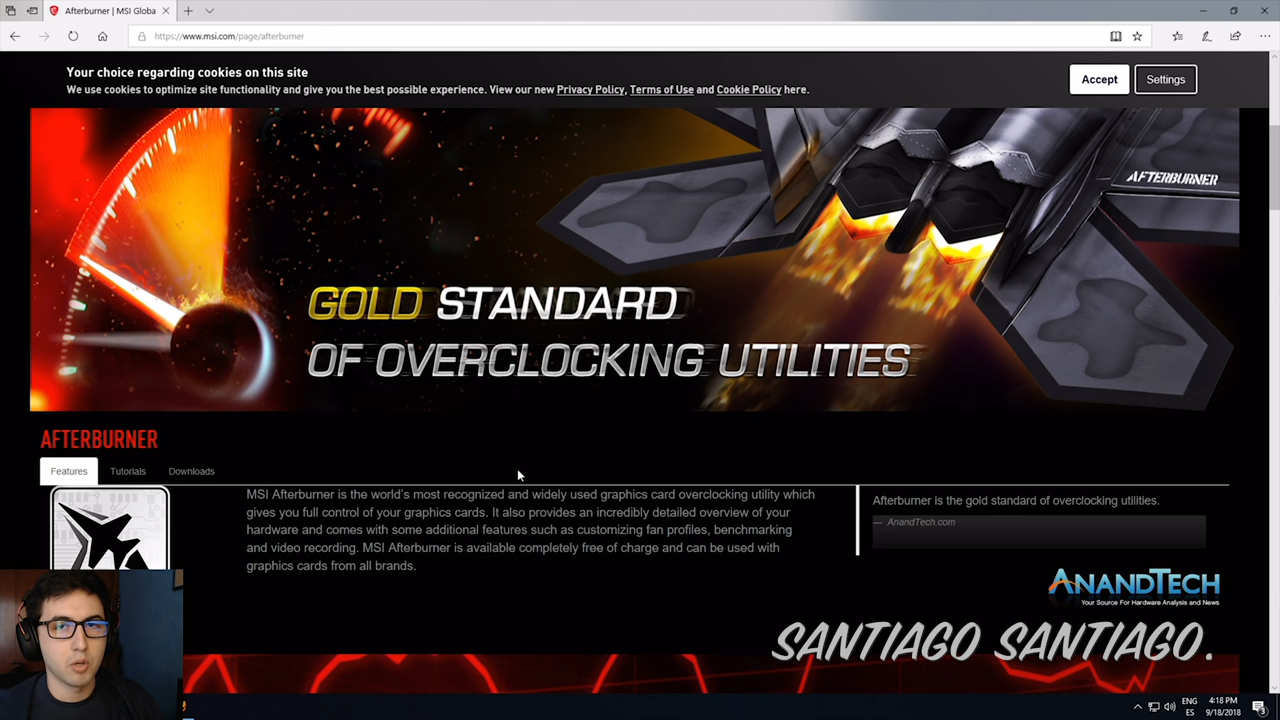 Afterburner | MSI Globa
https://www.msi.com/page/afterburner
Your choice regarding cookies on this site
We use cookies to optimize site functionality and give you the best possible experience. View our new Privacy Policy, Terms of Use and Cookie Policy here.
Accept
Settings
AFTERBURNER
GOLD STANDARD
OF OVERCLOCKING UTILITIES
AFTERBURNER
Features
Tutorials
Downloads
MSI Afterburner is the world's most recognized and widely used graphics card overclocking utility which
gives you full control of your graphics cards. It also provides an incredibly detailed overview of your
hardware and comes with some additional features such as customizing fan profiles, benchmarking
and video recording. MSI Afterburner is available completely free of charge and can be used with
graphics cards from all brands.
Afterburner is the gold standard of overclocking utilities.
— AnandTech.com
ANANDTECH
Your Source For Hardware Analysis and News
SANTIAGO SANTIAGO.
ENG
ES
4:18 PM
9/18/2018
3